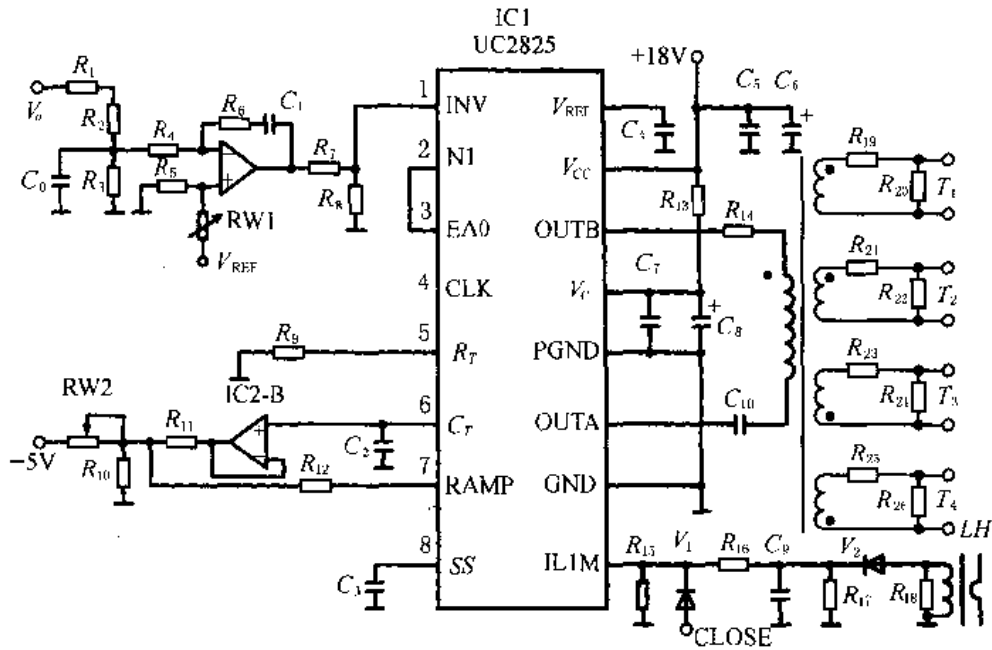 IC1
UC2825
+18V
R1
Vo
R2
R3
C0
R4
R5
R6
C1
R7
R8
RW1
VREF
1
INV
2
N1
3
EA0
4
CLK
5
RT
R9
6
CT
C2
IC2-B
RW2
-5V
R10
R11
R12
7
RAMP
8
SS
C3
VREF
C4
C5
C6
+
VCC
R13
OUTB
R14
VC
C7
+
C8
PGND
OUTA
C10
GND
IL1M
R15
V1
R16
C9
V2
R17
R18
CLOSE
LH
R19
R20
T1
R21
R22
T2
R23
R24
T3
R25
R26
T4